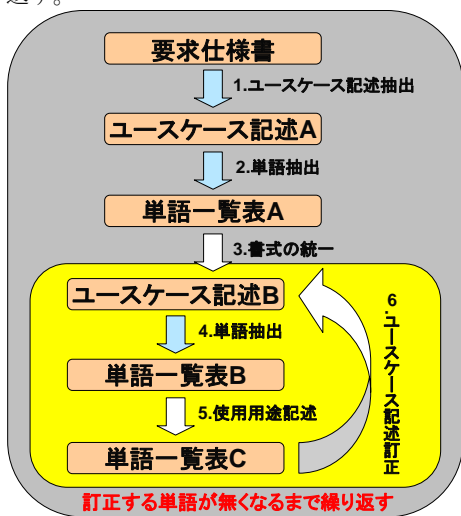 返す。
要求仕様書
1.ユースケース記述抽出
ユースケース記述A
2.単語抽出
単語一覧表A
3.書式の統一
ユースケース記述B
4.単語抽出
単語一覧表B
5.使用用途記述
単語一覧表C
6.ユースケース記述訂正
訂正する単語が無くなるまで繰り返す